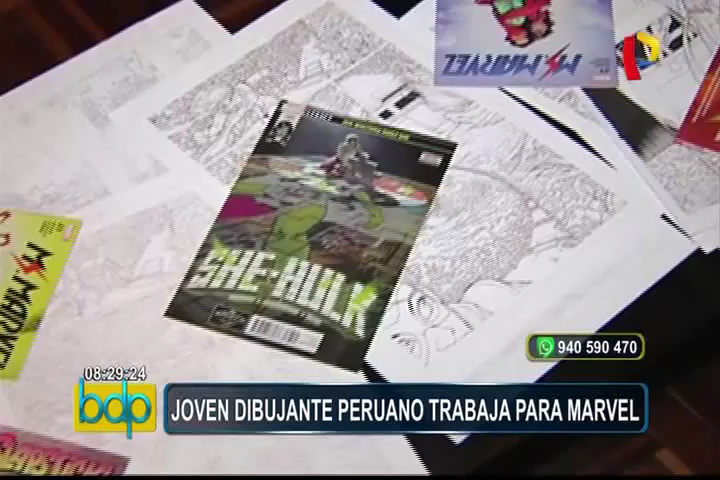 Ms. MARVEL
SHE-HULK
Ms. MARVEL
940 590 470
08:29:24
bdp
JOVEN DIBUJANTE PERUANO TRABAJA PARA MARVEL